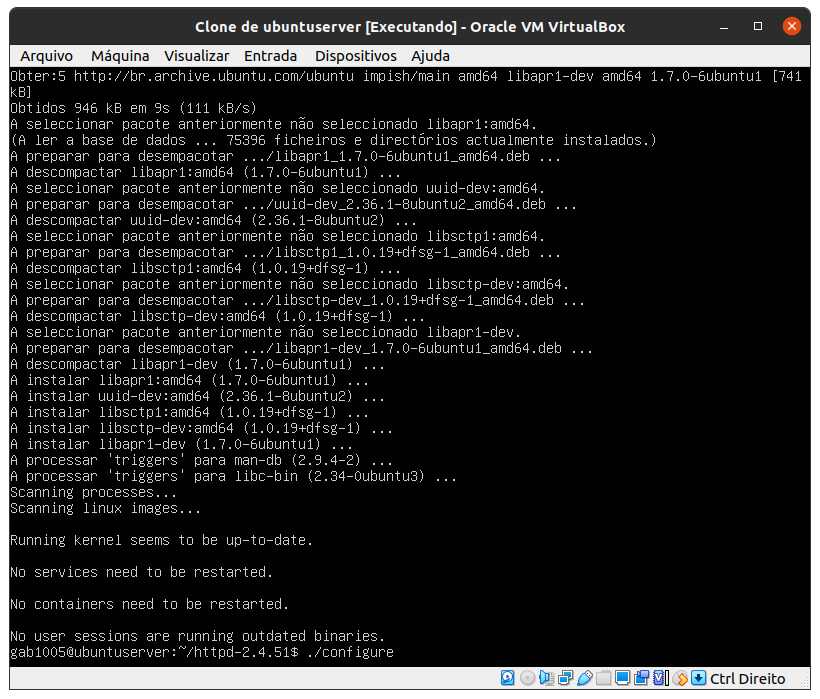 Clone de ubuntuserver [Executando] - Oracle VM VirtualBox
Arquivo Máquina Visualizar Entrada Dispositivos Ajuda
Obter:5 http://br.archive.ubuntu.com/ubuntu impish/main amd64 libapr1-dev amd64 1.7.0-6ubuntu1 [741
kB]
Obtidos 946 kB em 9s (111 kB/s)
A seleccionar pacote anteriormente não seleccionado libapr1:amd64.
(A ler a base de dados ... 75396 ficheiros e directórios actualmente instalados.)
A preparar para desempacotar .../libapr1_1.7.0-6ubuntu1_amd64.deb ...
A descompactar libapr1:amd64 (1.7.0-6ubuntu1) ...
A seleccionar pacote anteriormente não seleccionado uuid-dev:amd64.
A preparar para desempacotar .../uuid-dev_2.36.1-8ubuntu2_amd64.deb ...
A descompactar uuid-dev:amd64 (2.36.1-8ubuntu2) ...
A seleccionar pacote anteriormente não seleccionado libsctp1:amd64.
A preparar para desempacotar .../libsctp1_1.0.19+dfsg-1_amd64.deb ...
A descompactar libsctp1:amd64 (1.0.19+dfsg-1) ...
A seleccionar pacote anteriormente não seleccionado libsctp-dev:amd64.
A preparar para desempacotar .../libsctp-dev_1.0.19+dfsg-1_amd64.deb ...
A descompactar libsctp-dev:amd64 (1.0.19+dfsg-1) ...
A seleccionar pacote anteriormente não seleccionado libapr1-dev.
A preparar para desempacotar .../libapr1-dev_1.7.0-6ubuntu1_amd64.deb ...
A descompactar libapr1-dev (1.7.0-6ubuntu1) ...
A instalar libapr1:amd64 (1.7.0-6ubuntu1) ...
A instalar uuid-dev:amd64 (2.36.1-8ubuntu2) ...
A instalar libsctp1:amd64 (1.0.19+dfsg-1) ...
A instalar libsctp-dev:amd64 (1.0.19+dfsg-1) ...
A instalar libapr1-dev (1.7.0-6ubuntu1) ...
A processar 'triggers' para man-db (2.9.4-2) ...
A processar 'triggers' para libc-bin (2.34-0ubuntu3) ...
Scanning processes...
Scanning linux images...
Running kernel seems to be up-to-date.
No services need to be restarted.
No containers need to be restarted.
No user sessions are running outdated binaries.
gab1005@ubuntuserver:~/httpd-2.4.51$ ./configure
Ctrl Direito